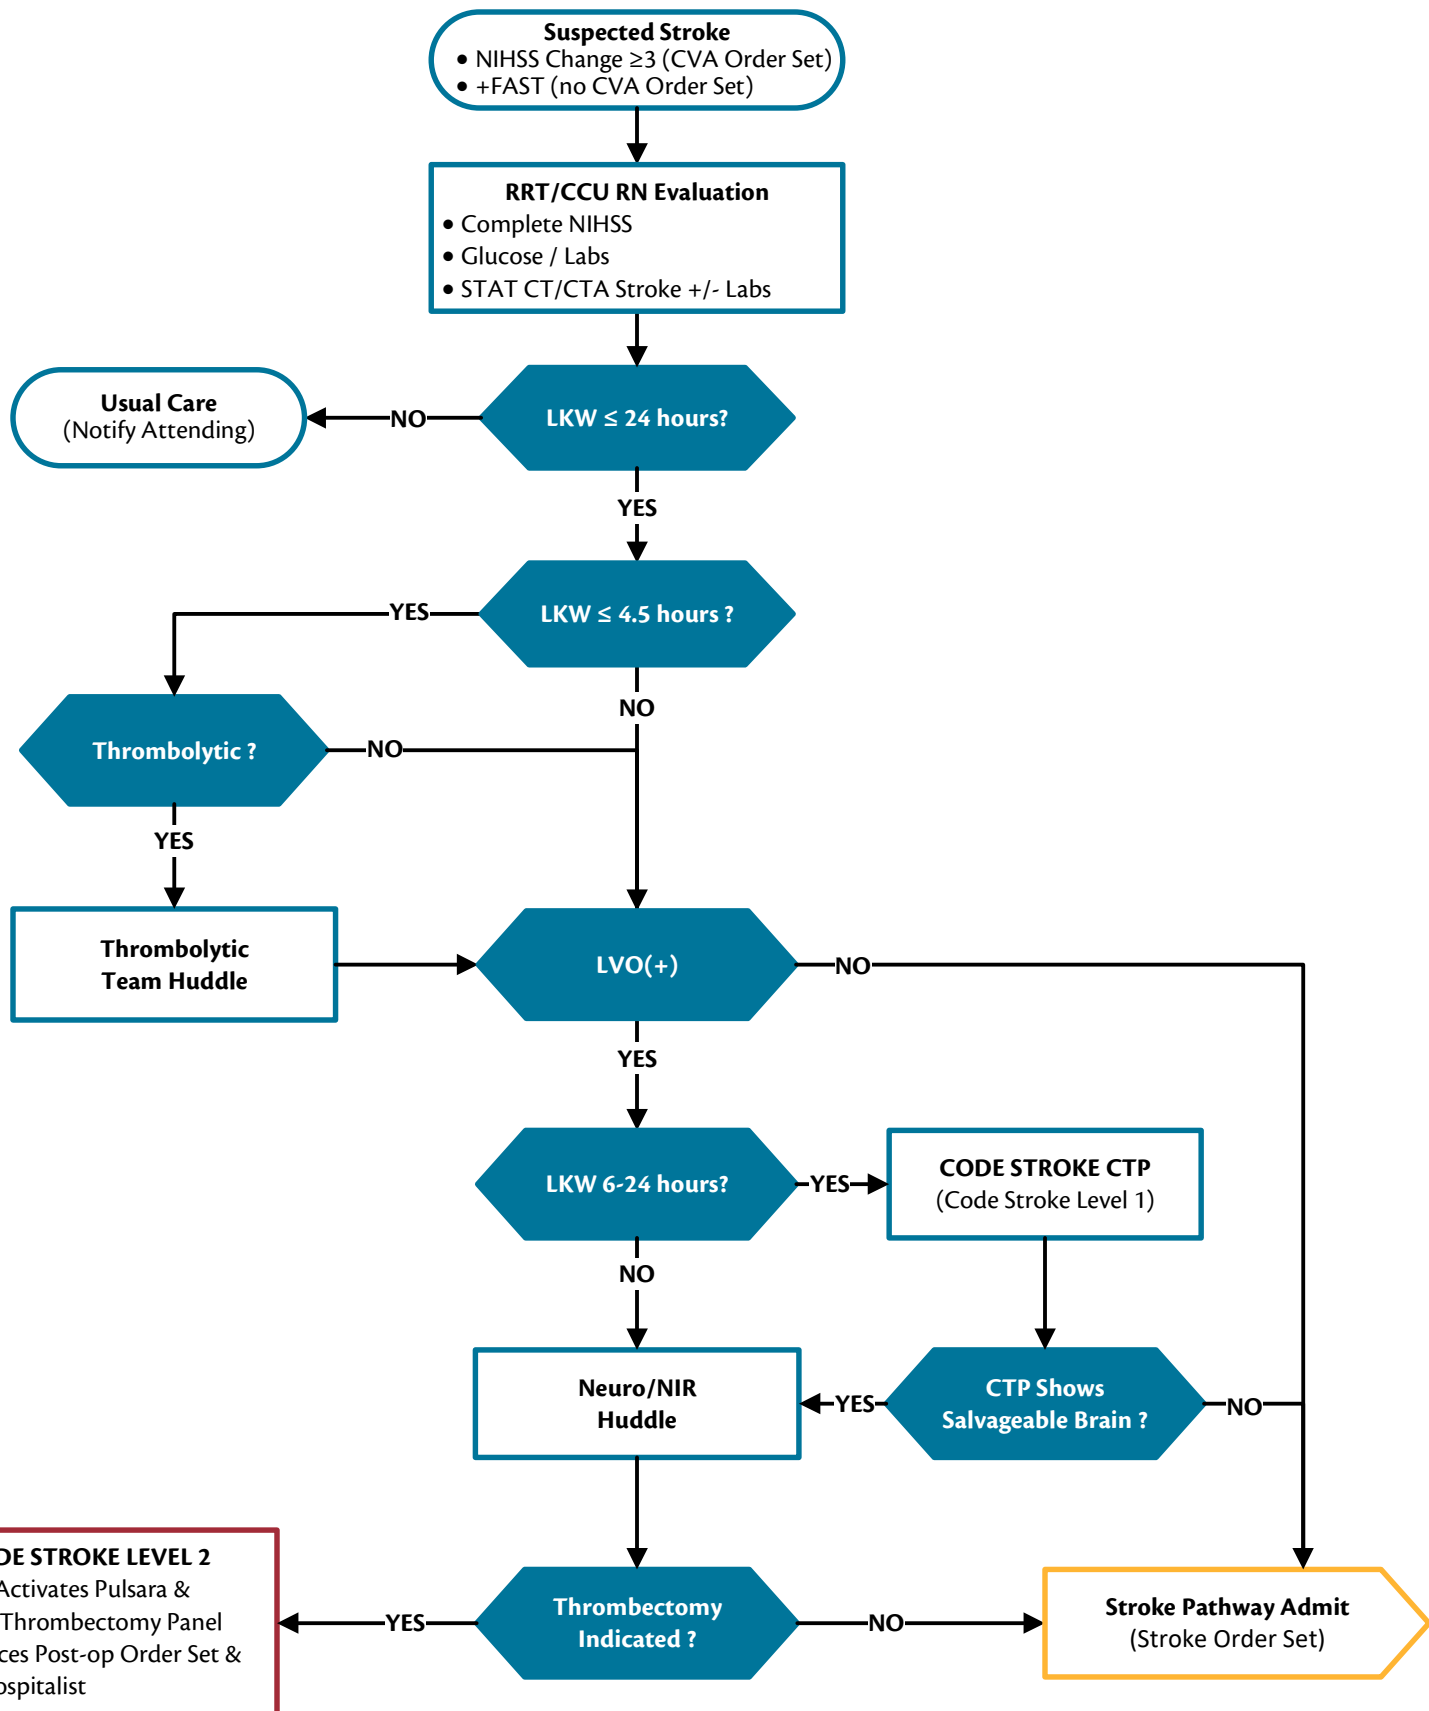 Suspected Stroke
• NIHSS Change ≥3 (CVA Order Set)
• +FAST (no CVA Order Set)
RRT/CCU RN Evaluation
• Complete NIHSS
• Glucose / Labs
• STAT CT/CTA Stroke +/- Labs
LKW ≤ 24 hours?
NO
Usual Care
(Notify Attending)
YES
LKW ≤ 4.5 hours ?
YES
NO
Thrombolytic ?
NO
YES
Thrombolytic
Team Huddle
LVO(+)
NO
YES
LKW 6-24 hours?
YES
CODE STROKE CTP
(Code Stroke Level 1)
NO
Neuro/NIR
Huddle
YES
CTP Shows
Salvageable Brain ?
NO
DE STROKE LEVEL 2
Activates Pulsara &
Thrombectomy Panel
ces Post-op Order Set &
ospitalist
YES
Thrombectomy
Indicated ?
NO
Stroke Pathway Admit
(Stroke Order Set)